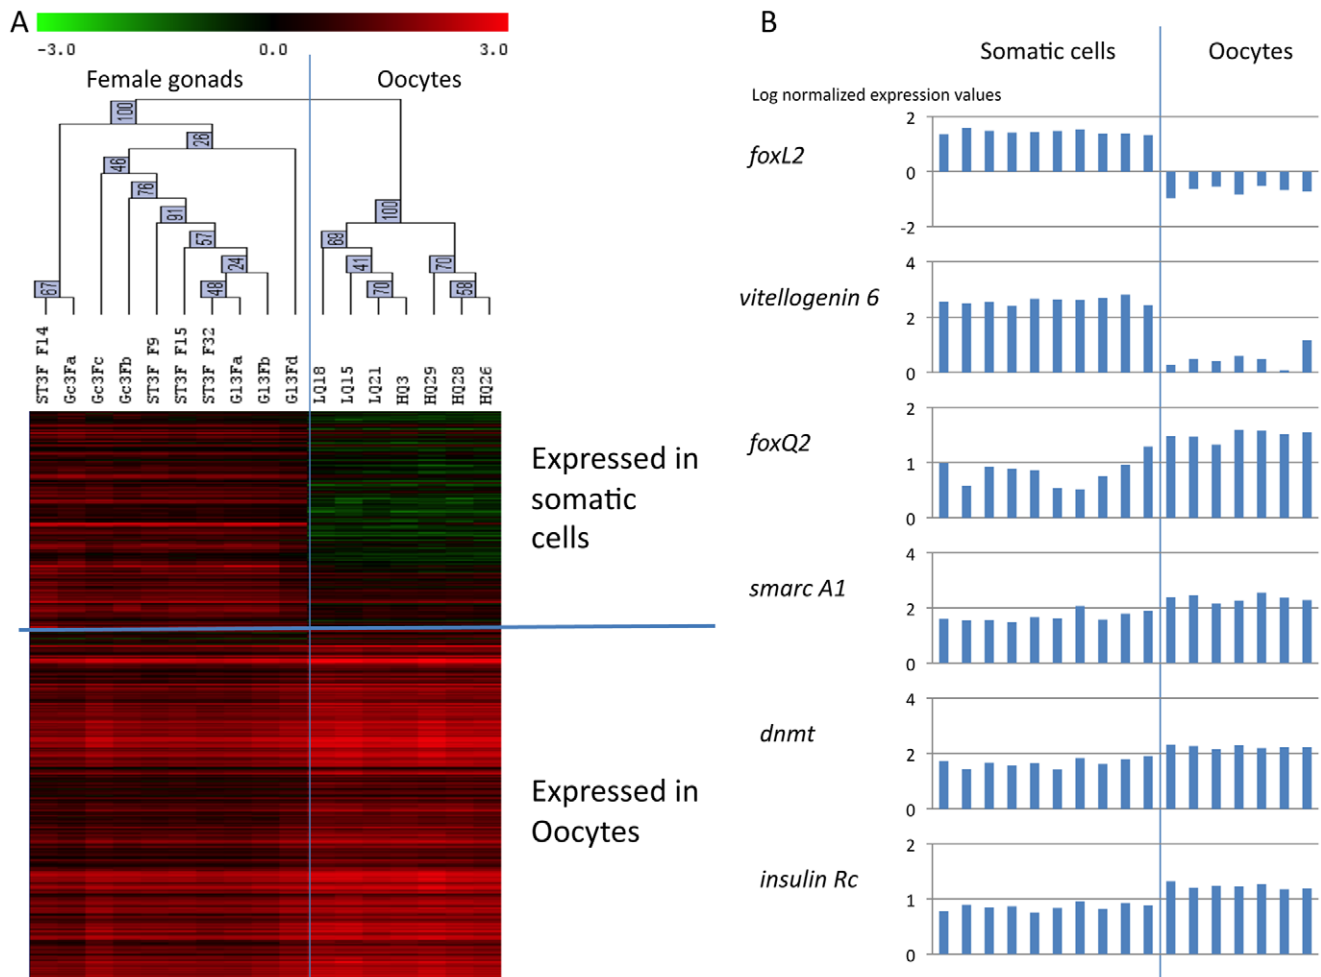 A
-3.0 0.0 3.0
Female gonads Oocytes
100
26
46
76
91
57
24
48
67
100
69
41
70
70
58
ST3F F14
Gc3Fa
Gc3Fc
Gc3Fb
ST3F F9
ST3F F15
ST3F F32
G13Fa
G13Fb
G13Fd
LQ18
LQ15
LQ21
HQ3
HQ29
HQ28
HQ26
Expressed in
somatic
cells
Expressed in
Oocytes
B
Somatic cells Oocytes
Log normalized expression values
foxL2
2
0
-2
vitellogenin 6
4
2
0
foxQ2
2
1
0
smarc A1
4
2
0
dnmt
4
2
0
insulin Rc
2
1
0